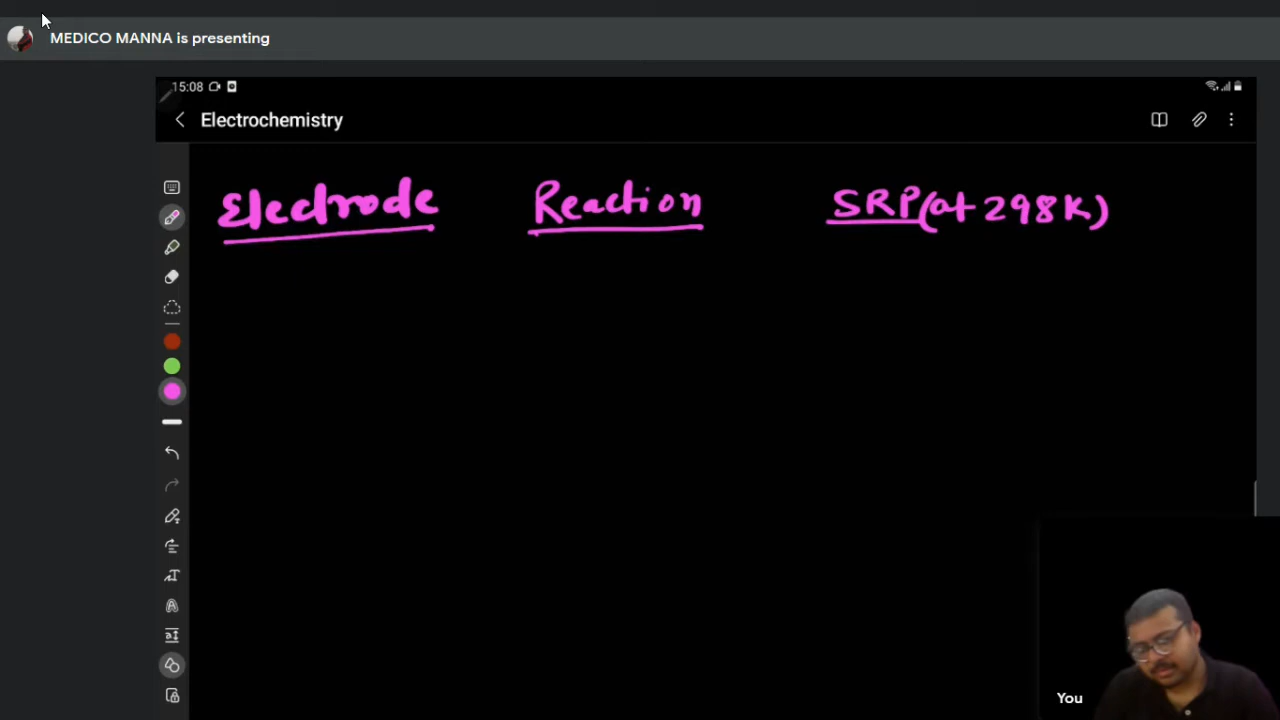 MEDICO MANNA is presenting
15:08
Electrochemistry
Electrode Reaction SRP(at 298K)
You